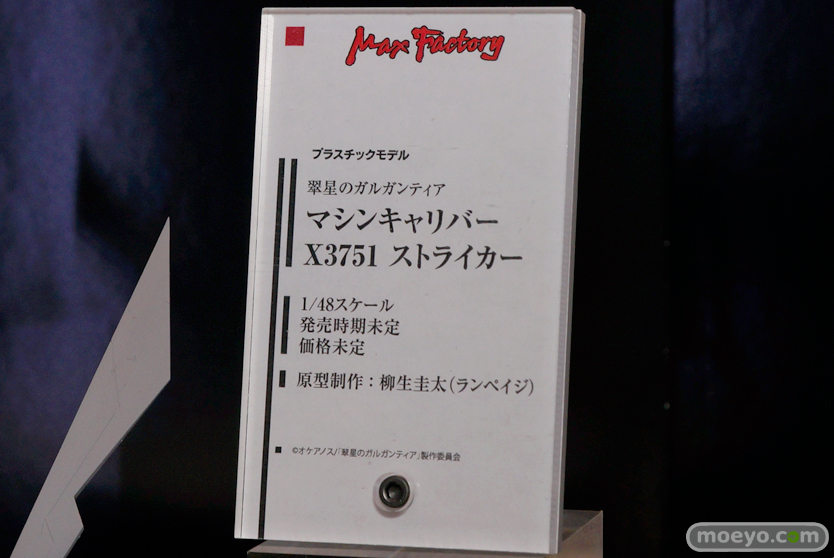 Max Factory
プラスチックモデル
翠星のガルガンティア
マシンキャリバー
X3751 ストライカー
1/48スケール
発売時期未定
価格未定
原型制作：柳生圭太(ランペイジ)
©オケアノス/「翠星のガルガンティア」製作委員会
moeyo.com